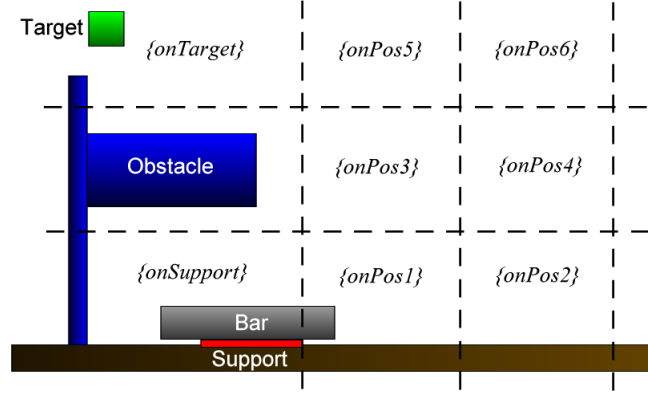 Target
{onTarget} {onPos5} {onPos6}
Obstacle {onPos3} {onPos4}
{onSupport} {onPos1} {onPos2}
Bar
Support